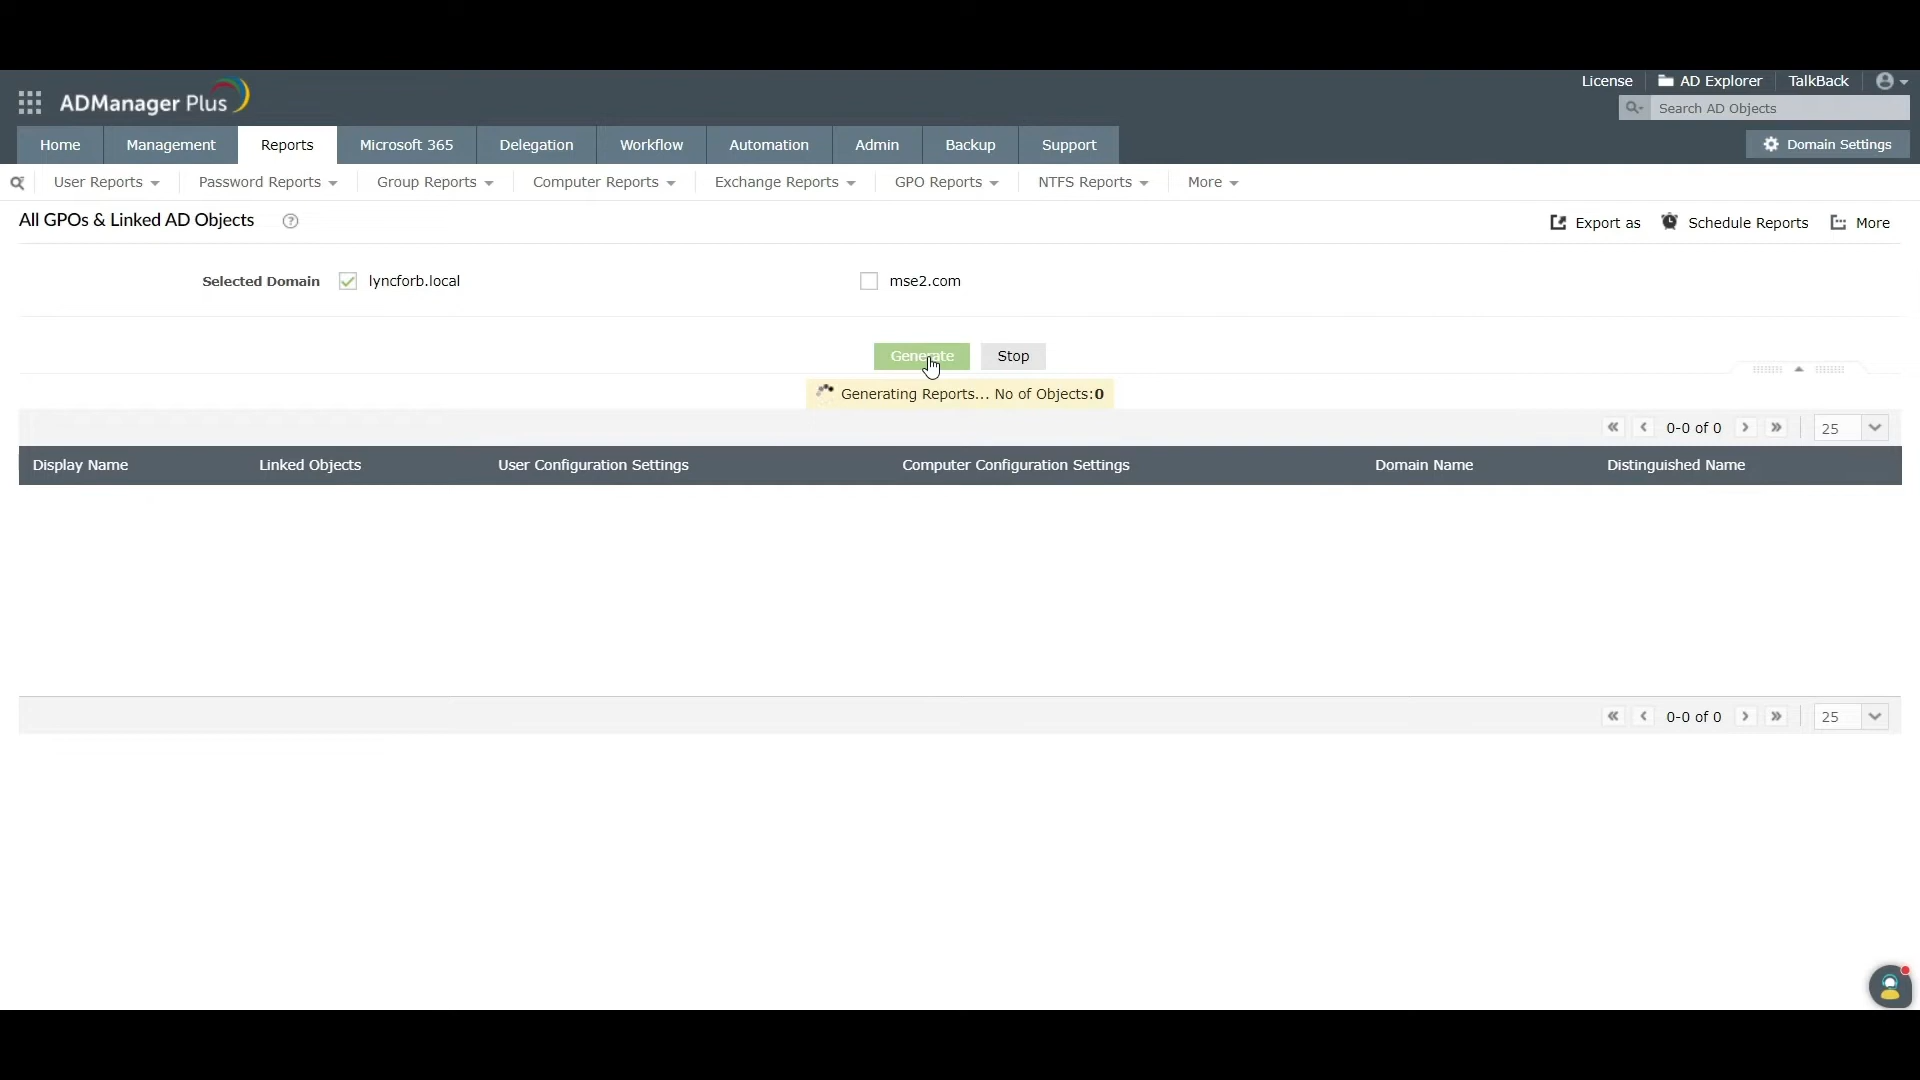 License AD Explorer TalkBack
ADManager Plus
Search AD Objects
Home Management Reports Microsoft 365 Delegation Workflow Automation Admin Backup Support Domain Settings
User Reports Password Reports Group Reports Computer Reports Exchange Reports GPO Reports NTFS Reports More
All GPOs & Linked AD Objects ? Export as Schedule Reports More
Selected Domain lyncforb.local mse2.com
Generate Stop
Generating Reports... No of Objects:0
0-0 of 0 25
Display Name Linked Objects User Configuration Settings Computer Configuration Settings Domain Name Distinguished Name
0-0 of 0 25